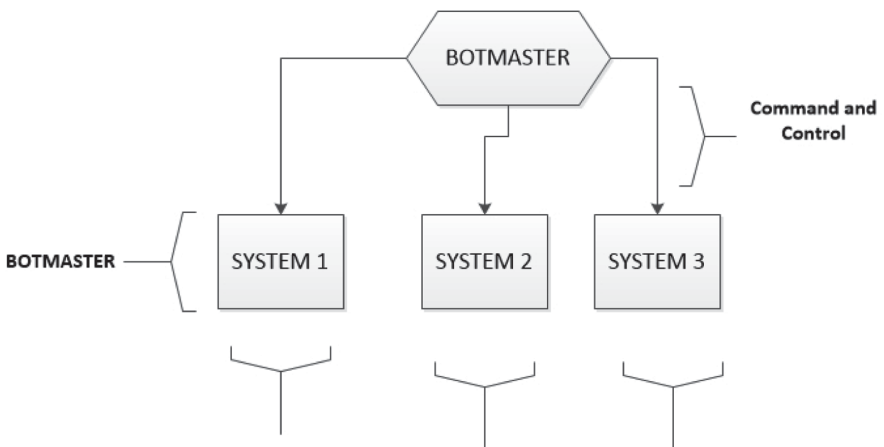 BOTMASTER
Command and
Control
BOTMASTER
SYSTEM 1
SYSTEM 2
SYSTEM 3